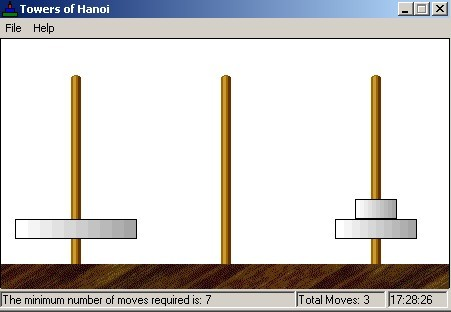 Towers of Hanoi
File Help
The minimum number of moves required is: 7 Total Moves: 3 17:28:26